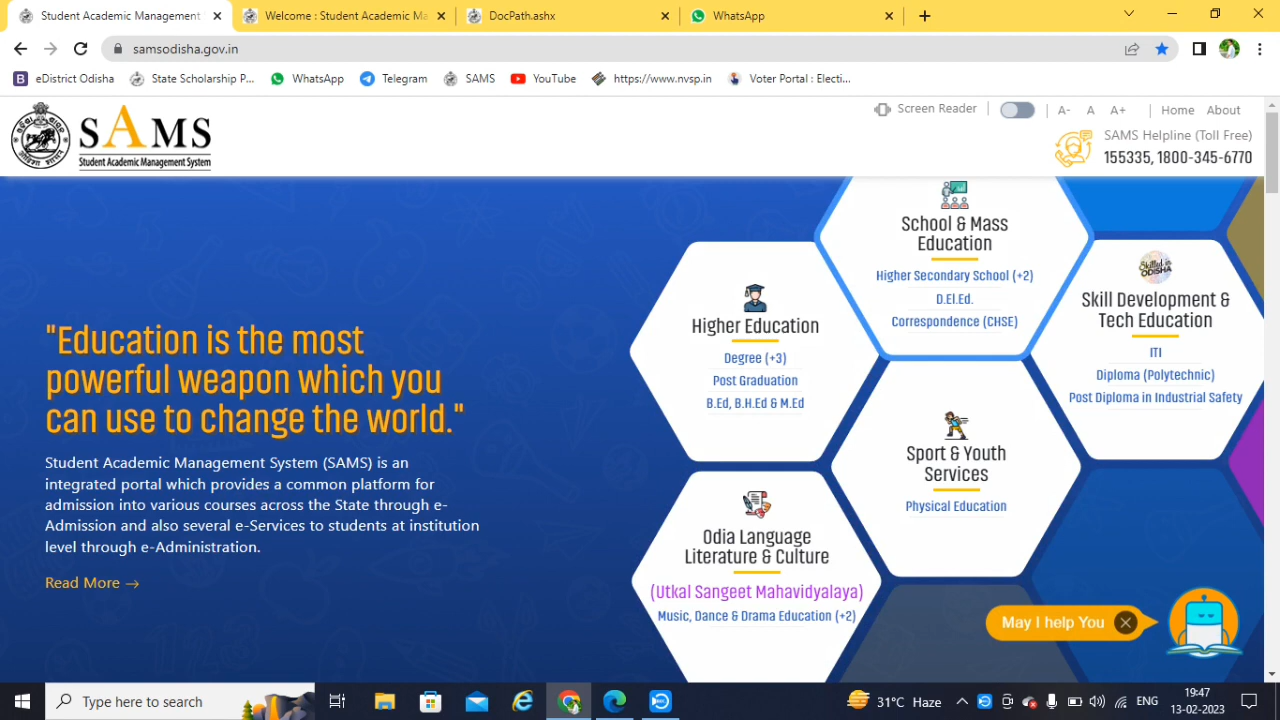 Student Academic Management
Welcome : Student Academic Ma
DocPath.ashx
WhatsApp
samsodisha.gov.in
eDistrict Odisha
State Scholarship P...
WhatsApp
Telegram
SAMS
YouTube
https://www.nvsp.in
Voter Portal : Electi...
SAMS
Student Academic Management System
Screen Reader
A-
A
A+
Home
About
SAMS Helpline (Toll Free)
155335, 1800-345-6770
"Education is the most
powerful weapon which you
can use to change the world."
Student Academic Management System (SAMS) is an
integrated portal which provides a common platform for
admission into various courses across the State through e-
Admission and also several e-Services to students at institution
level through e-Administration.
Read More →
Higher Education
Degree (+3)
Post Graduation
B.Ed, B.H.Ed & M.Ed
School & Mass
Education
Higher Secondary School (+2)
D.El.Ed.
Correspondence (CHSE)
Skilled in
ODISHA
Skill Development &
Tech Education
ITI
Diploma (Polytechnic)
Post Diploma in Industrial Safety
Sport & Youth
Services
Physical Education
Odia Language
Literature & Culture
(Utkal Sangeet Mahavidyalaya)
Music, Dance & Drama Education (+2)
May I help You
Type here to search
31°C Haze
ENG
19:47
13-02-2023